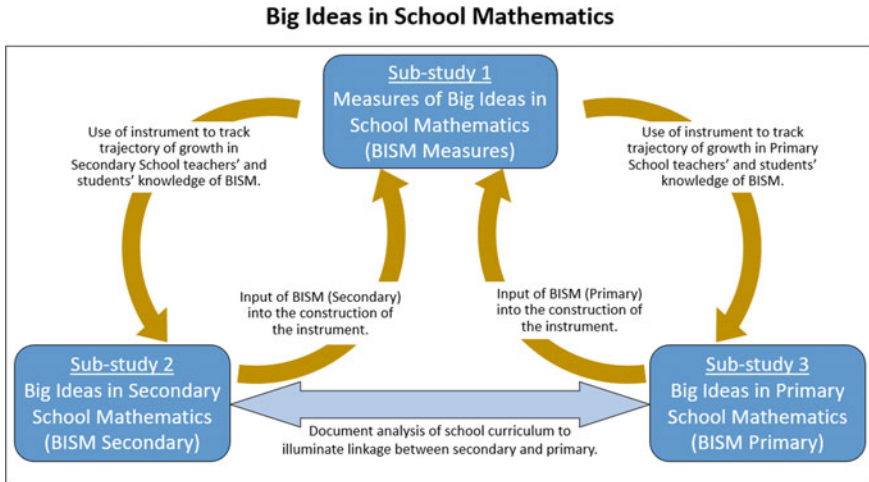 Big Ideas in School Mathematics
Sub-study 1
Measures of Big Ideas in
School Mathematics
(BISM Measures)
Use of instrument to track
trajectory of growth in
Secondary School teachers' and
students' knowledge of BISM.
Use of instrument to track
trajectory of growth in Primary
School teachers' and students'
knowledge of BISM.
Input of BISM (Secondary)
into the construction of
the instrument.
Input of BISM (Primary)
into the construction of
the instrument.
Sub-study 2
Big Ideas in Secondary
School Mathematics
(BISM Secondary)
Sub-study 3
Big Ideas in Primary
School Mathematics
(BISM Primary)
Document analysis of school curriculum to
illuminate linkage between secondary and primary.